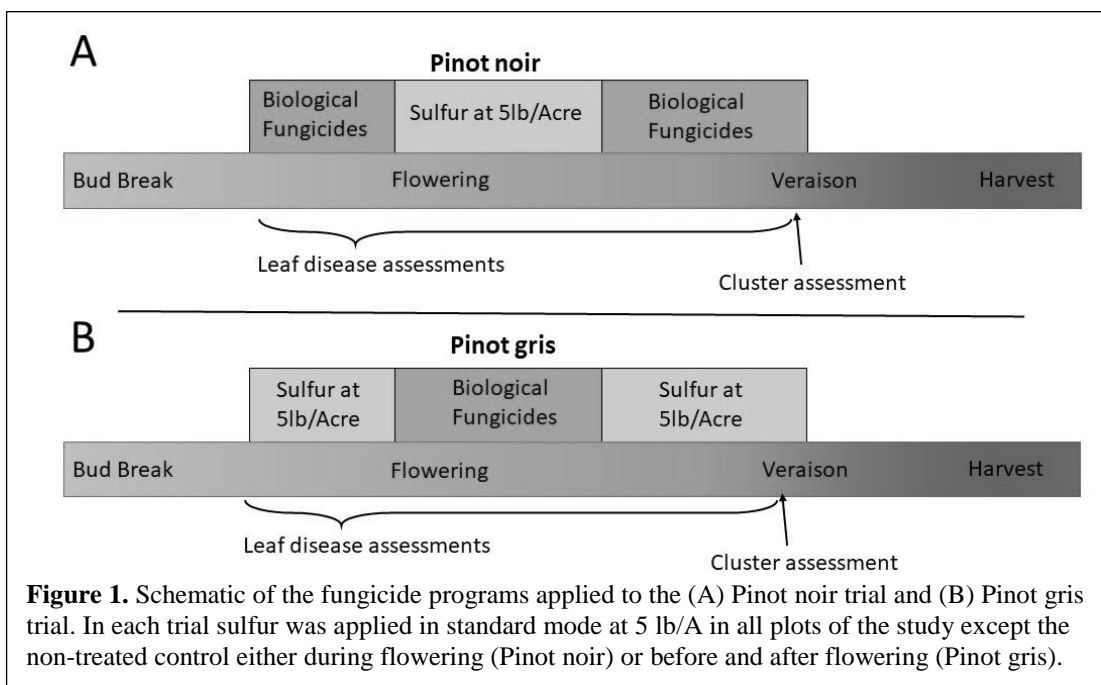 A
Pinot noir
Biological
Fungicides
Sulfur at 5lb/Acre
Biological
Fungicides
Bud Break
Flowering
Veraison
Harvest
Leaf disease assessments
Cluster assessment
B
Pinot gris
Sulfur at
5lb/Acre
Biological
Fungicides
Sulfur at
5lb/Acre
Bud Break
Flowering
Veraison
Harvest
Leaf disease assessments
Cluster assessment
Figure 1. Schematic of the fungicide programs applied to the (A) Pinot noir trial and (B) Pinot gris
trial. In each trial sulfur was applied in standard mode at 5 lb/A in all plots of the study except the
non-treated control either during flowering (Pinot noir) or before and after flowering (Pinot gris).